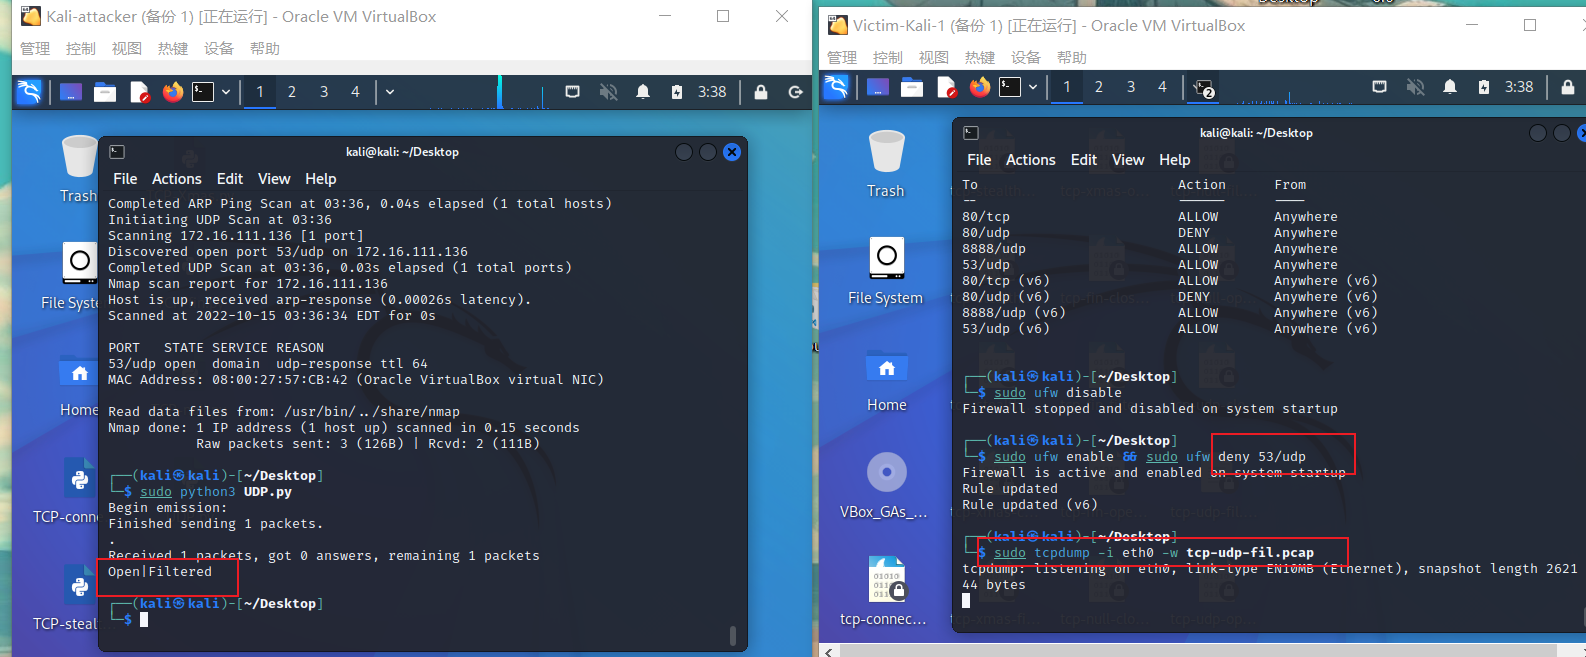 Kali-attacker (备份 1) [正在运行] - Oracle VM VirtualBox
管理 控制 视图 热键 设备 帮助
1 2 3 4 3:38
Trash
File Syste
Home
TCP-conne
TCP-steal
kali@kali: ~/Desktop
File Actions Edit View Help
Completed ARP Ping Scan at 03:36, 0.04s elapsed (1 total hosts)
Initiating UDP Scan at 03:36
Scanning 172.16.111.136 [1 port]
Discovered open port 53/udp on 172.16.111.136
Completed UDP Scan at 03:36, 0.03s elapsed (1 total ports)
Nmap scan report for 172.16.111.136
Host is up, received arp-response (0.00026s latency).
Scanned at 2022-10-15 03:36:34 EDT for 0s
PORT   STATE SERVICE REASON
53/udp open  domain  udp-response ttl 64
MAC Address: 08:00:27:57:CB:42 (Oracle VirtualBox virtual NIC)
Read data files from: /usr/bin/../share/nmap
Nmap done: 1 IP address (1 host up) scanned in 0.15 seconds
Raw packets sent: 3 (126B) | Rcvd: 2 (111B)
┌──(kali㉿kali)-[~/Desktop]
└─$ sudo python3 UDP.py
Begin emission:
Finished sending 1 packets.
.
Received 1 packets, got 0 answers, remaining 1 packets
Open|Filtered
┌──(kali㉿kali)-[~/Desktop]
└─$
Victim-Kali-1 (备份 1) [正在运行] - Oracle VM VirtualBox
管理 控制 视图 热键 设备 帮助
1 2 3 4 2 3:38
Trash
File System
Home
VBox_GAs_...
tcp-connec...
kali@kali: ~/Desktop
File Actions Edit View Help
To Action From
-- ------ ----
80/tcp ALLOW Anywhere
80/udp DENY Anywhere
8888/udp ALLOW Anywhere
53/udp ALLOW Anywhere
80/tcp (v6) ALLOW Anywhere (v6)
80/udp (v6) DENY Anywhere (v6)
8888/udp (v6) ALLOW Anywhere (v6)
53/udp (v6) ALLOW Anywhere (v6)
┌──(kali㉿kali)-[~/Desktop]
└─$ sudo ufw disable
Firewall stopped and disabled on system startup
┌──(kali㉿kali)-[~/Desktop]
└─$ sudo ufw enable && sudo ufw deny 53/udp
Firewall is active and enabled on system startup
Rule updated
Rule updated (v6)
┌──(kali㉿kali)-[~/Desktop]
└─$ sudo tcpdump -i eth0 -w tcp-udp-fil.pcap
tcpdump: listening on eth0, link-type EN10MB (Ethernet), snapshot length 2621
44 bytes